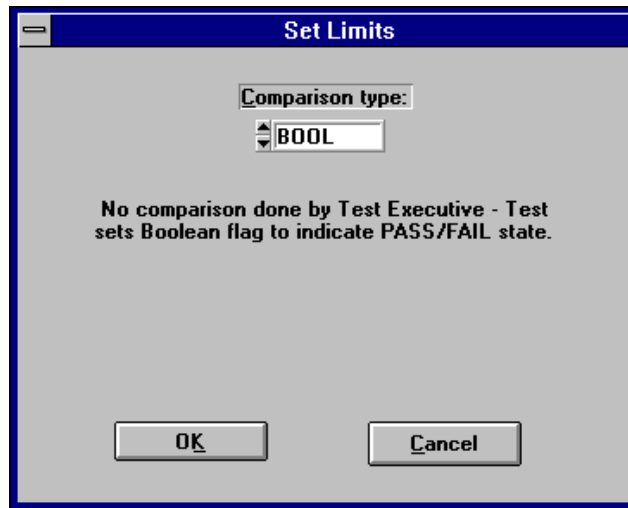 Set Limits
Comparison type:
BOOL
No comparison done by Test Executive - Test
sets Boolean flag to indicate PASS/FAIL state.
OK
Cancel